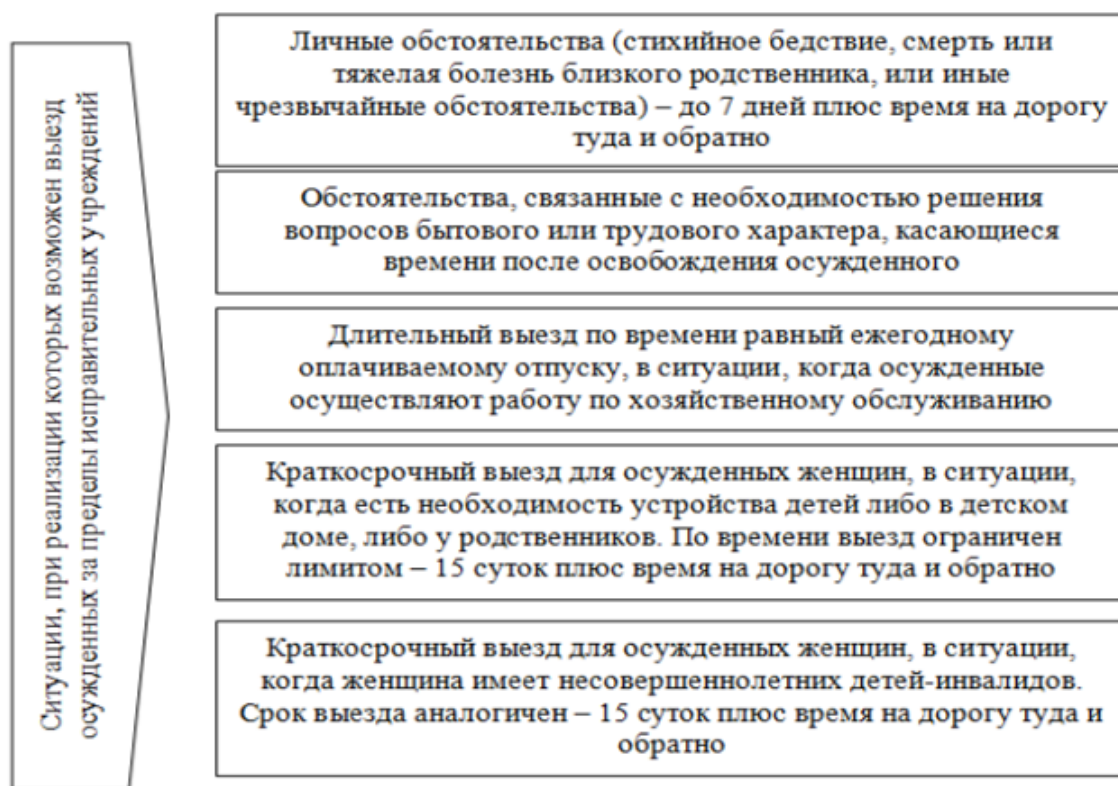 Ситуации, при реализации которых возможен выезд
осужденных за пределы исправительных учреждений
Личные обстоятельства (стихийное бедствие, смерть или
тяжелая болезнь близкого родственника, или иные
чрезвычайные обстоятельства) – до 7 дней плюс время на дорогу
туда и обратно
Обстоятельства, связанные с необходимостью решения
вопросов бытового или трудового характера, касающиеся
времени после освобождения осужденного
Длительный выезд по времени равный ежегодному
оплачиваемому отпуску, в ситуации, когда осужденные
осуществляют работу по хозяйственному обслуживанию
Краткосрочный выезд для осужденных женщин, в ситуации,
когда есть необходимость устройства детей либо в детском
доме, либо у родственников. По времени выезд ограничен
лимитом – 15 суток плюс время на дорогу туда и обратно
Краткосрочный выезд для осужденных женщин, в ситуации,
когда женщина имеет несовершеннолетних детей-инвалидов.
Срок выезда аналогичен – 15 суток плюс время на дорогу туда и
обратно